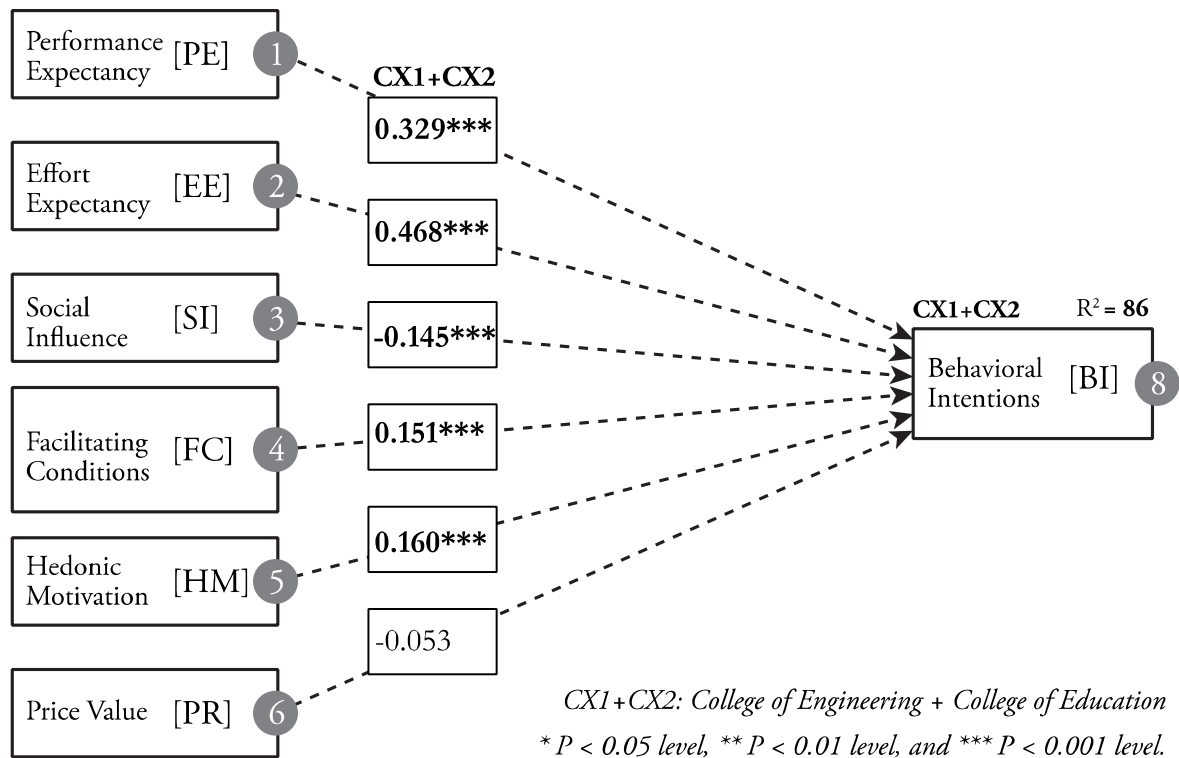 Performance
Expectancy [PE] 1
CX1+CX2
0.329***
Effort
Expectancy [EE] 2
0.468***
Social
Influence [SI] 3
-0.145***
CX1+CX2 R² = 86
Behavioral
Intentions [BI] 8
Facilitating
Conditions [FC] 4
0.151***
Hedonic
Motivation [HM] 5
0.160***
-0.053
Price Value [PR] 6
CX1+CX2: College of Engineering + College of Education
* P < 0.05 level, ** P < 0.01 level, and *** P < 0.001 level.